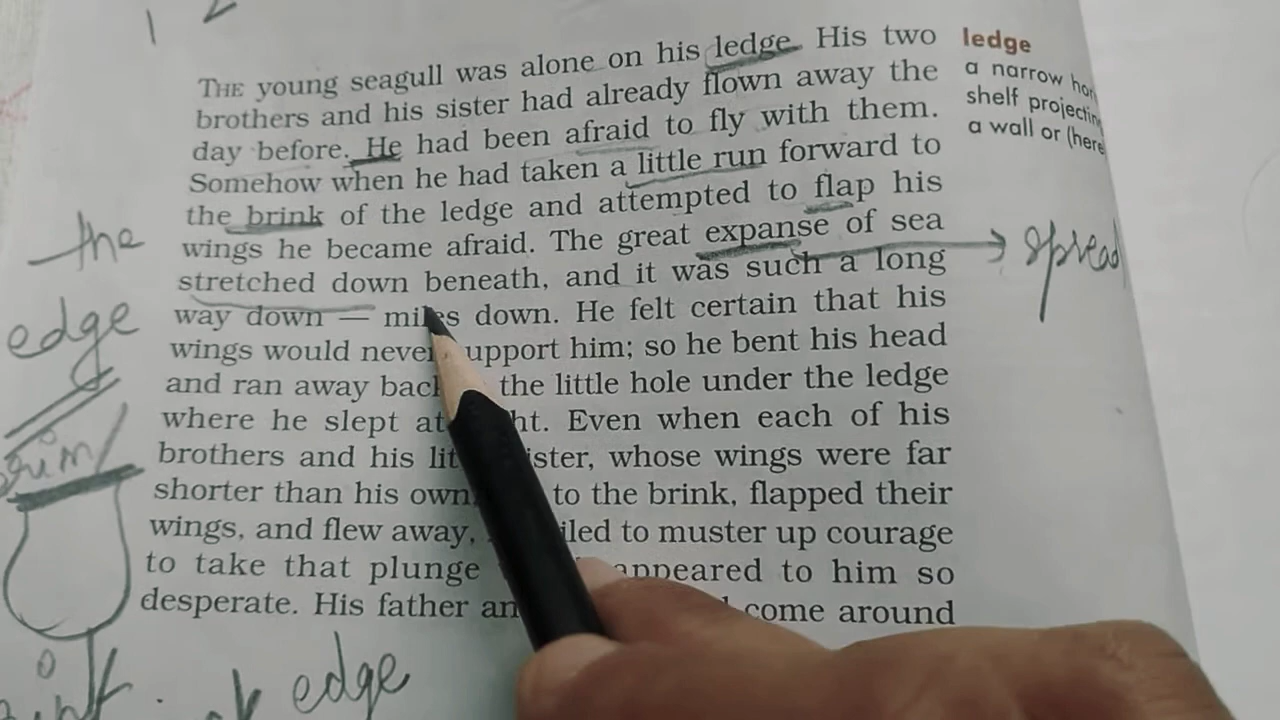 THE young seagull was alone on his ledge. His two
brothers and his sister had already flown away the
day before. He had been afraid to fly with them.
Somehow when he had taken a little run forward to
the brink of the ledge and attempted to flap his
wings he became afraid. The great expanse of sea
stretched down beneath, and it was such a long
way down — miles down. He felt certain that his
wings would never upport him; so he bent his head
and ran away back the little hole under the ledge
where he slept at ht. Even when each of his
brothers and his lit ister, whose wings were far
shorter than his own to the brink, flapped their
wings, and flew away, iled to muster up courage
to take that plunge appeared to him so
desperate. His father an come around
ledge
a narrow
shelf projecting
a wall or (here
spread
the
edge
edge